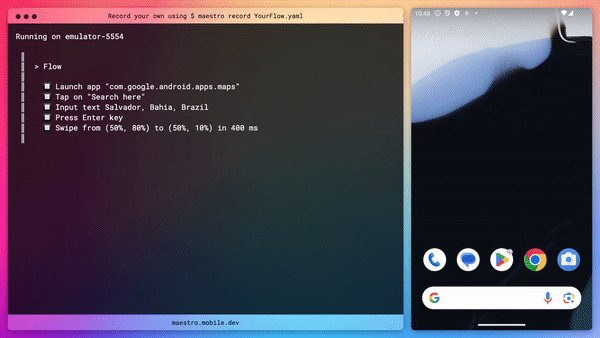 Record your own using $ maestro record YourFlow.yaml
Running on emulator-5554
> Flow
Launch app "com.google.android.apps.maps"
Tap on "Search here"
Input text Salvador, Bahia, Brazil
Press Enter key
Swipe from (50%, 80%) to (50%, 10%) in 400 ms
maestro.mobile.dev